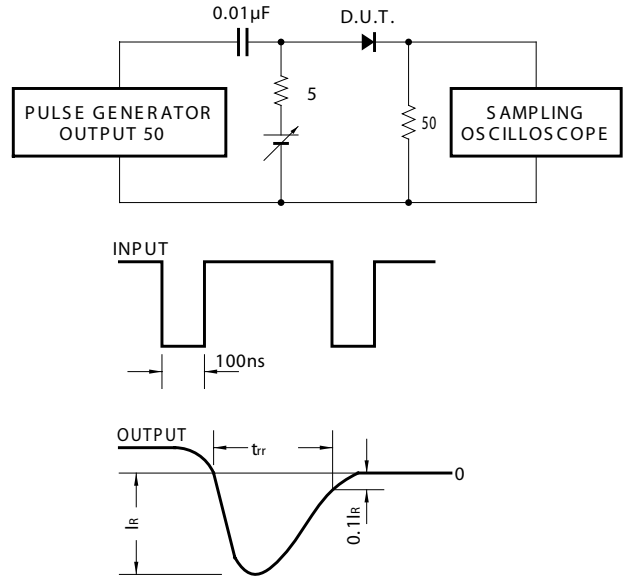 0.01µF
D.U.T.
5
PULSE GENERATOR
OUTPUT 50
50
SAMPLING
OSCILLOSCOPE
INPUT
100ns
OUTPUT
trr
0
IR
0.1IR